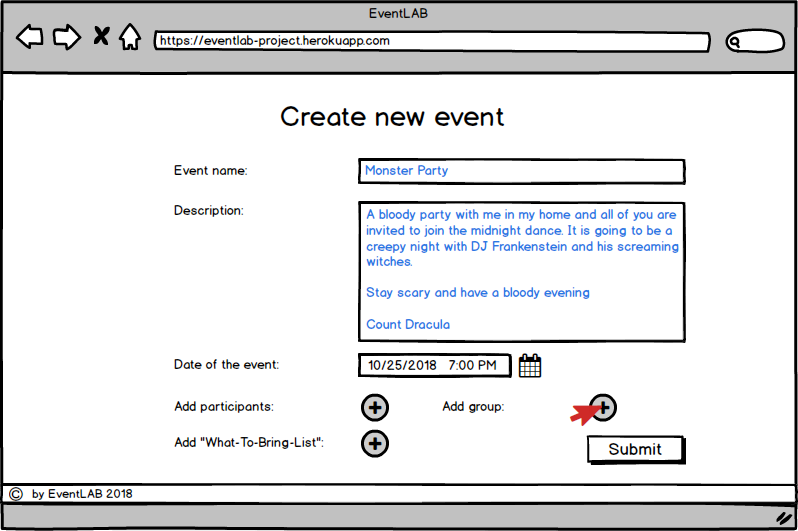 EventLAB
https://eventlab-project.herokuapp.com
Create new event
Event name:
Monster Party
Description:
A bloody party with me in my home and all of you are
invited to join the midnight dance. It is going to be a
creepy night with DJ Frankenstein and his screaming
witches.
Stay scary and have a bloody evening
Count Dracula
Date of the event:
10/25/2018 7:00 PM
Add participants:
Add group:
Add "What-To-Bring-List":
Submit
© by EventLAB 2018